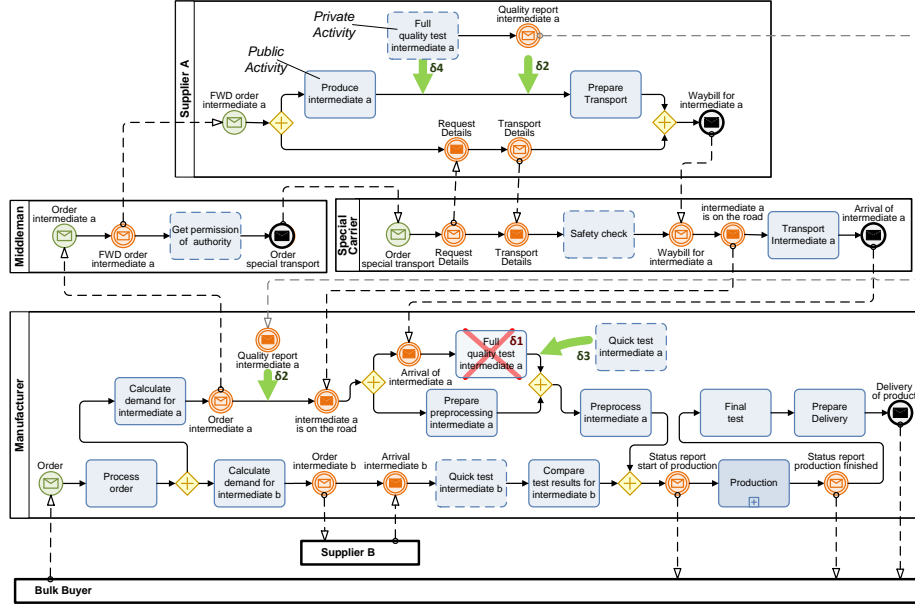 Supplier A
Private
Activity
Public
Activity
Full
quality test
intermediate a
Quality report
intermediate a
δ4
δ2
FWD order
intermediate a
Produce
intermediate a
Prepare
Transport
Waybill for
intermediate a
Request
Details
Transport
Details
Middleman
Order
intermediate a
FWD order
intermediate a
Get permission
of authority
Order
special transport
Special
Carrier
Order
special transport
Request
Details
Transport
Details
Safety check
Waybill for
intermediate a
intermediate a
is on the road
Transport
Intermediate a
Arrival of
intermediate a
Manufacturer
Quality report
intermediate a
δ2
Calculate
demand for
intermediate a
Order
intermediate a
intermediate a
is on the road
Arrival of
intermediate a
Full
quality test
intermediate a
δ1
δ3
Quick test
intermediate a
Prepare
preprocessing
intermediate a
Preprocess
intermediate a
Final
test
Prepare
Delivery
Delivery
of product
Order
Process
order
Calculate
demand for
intermediate b
Order
intermediate b
Arrival
intermediate b
Quick test
intermediate b
Compare
test results for
intermediate b
Status report
start of production
Production
Status report
production finished
Supplier B
Bulk Buyer